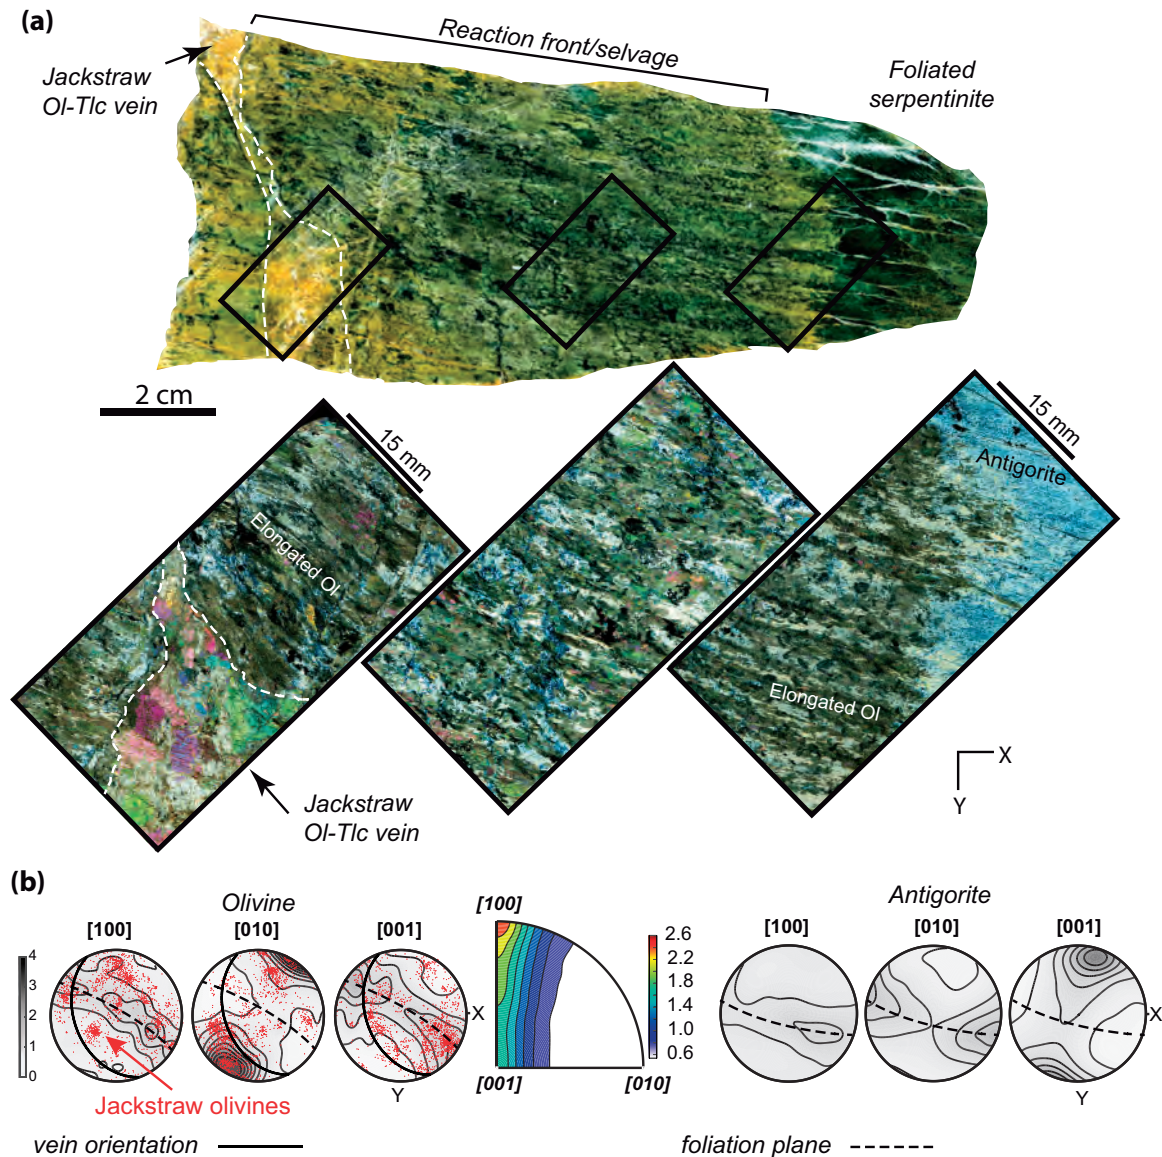 (a)
Reaction front/selvage
Jackstraw
Ol-Tlc vein
Foliated
serpentinite
2 cm
15 mm
15 mm
Antigorite
Elongated Ol
Elongated Ol
X
Y
Jackstraw
Ol-Tlc vein
(b)
Olivine
[100]
[010]
[001]
4
3
2
1
0
X
Y
Jackstraw olivines
[100]
[001]
[010]
2.6
2.2
1.8
1.4
1.0
0.6
Antigorite
[100]
[010]
[001]
X
Y
vein orientation
foliation plane